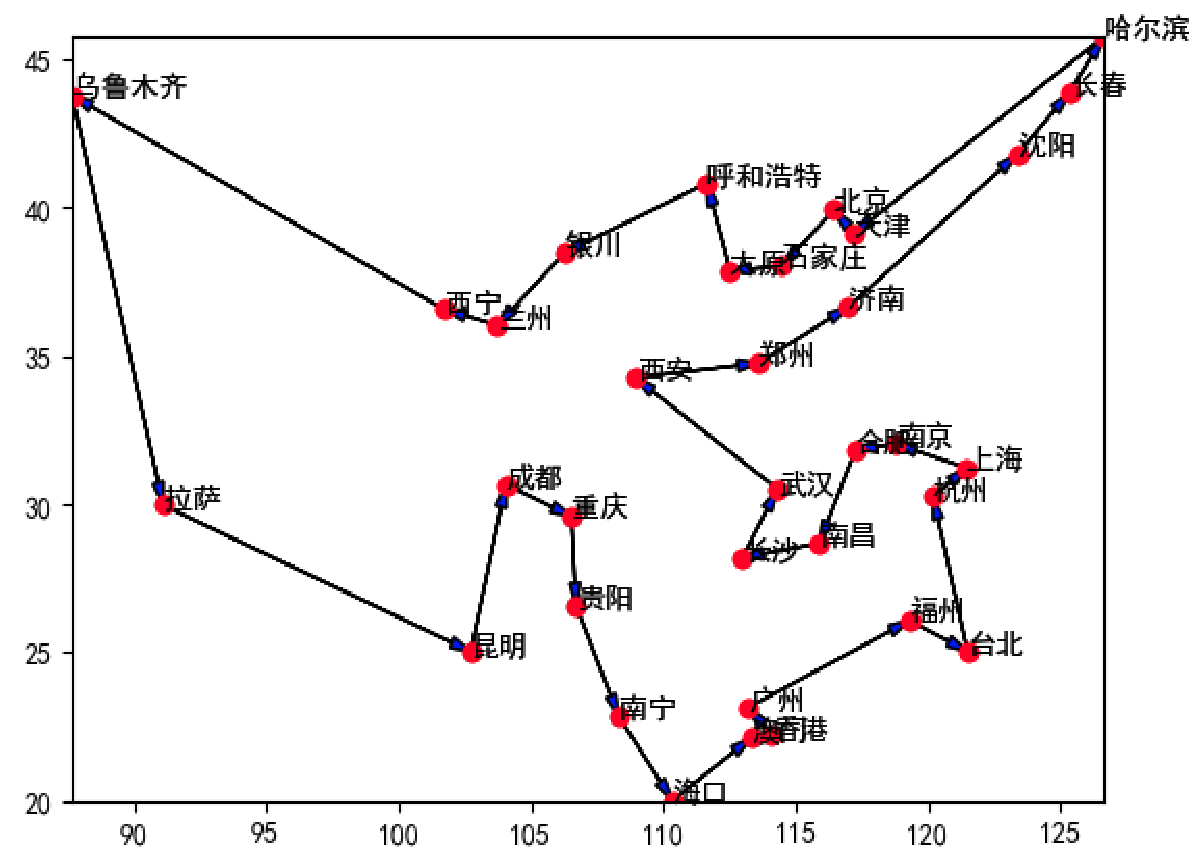 哈尔滨
45
乌鲁木齐
长春
沈阳
呼和浩特
北京
天津
40
银川
太原
石家庄
西宁
兰州
济南
35
西安
郑州
合肥
南京
上海
成都
武汉
杭州
30
拉萨
重庆
南昌
长沙
贵阳
福州
25
昆明
台北
南宁
广州
澳门
香港
海口
20
90
95
100
105
110
115
120
125